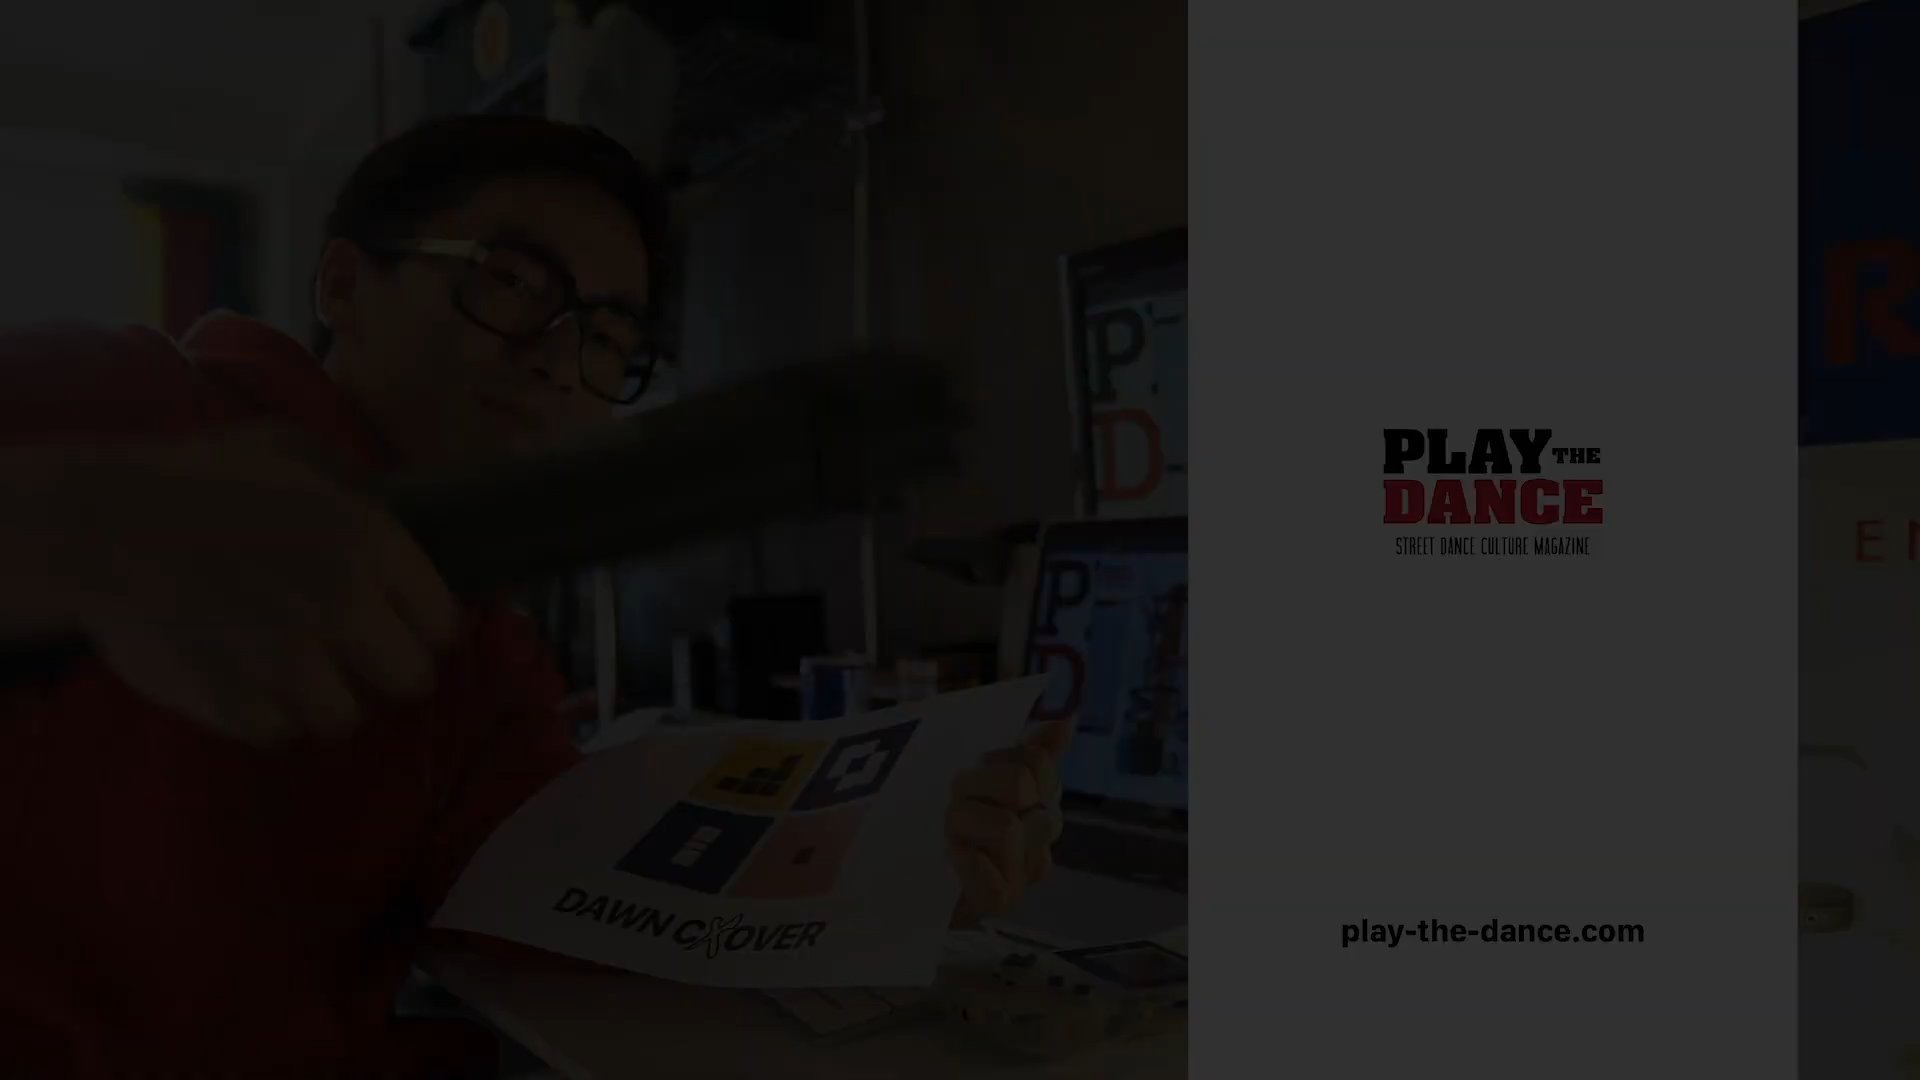 P
D
P
D
DAWN CXOVER
PLAY THE
DANCE
STREET DANCE CULTURE MAGAZINE
play-the-dance.com
R
E